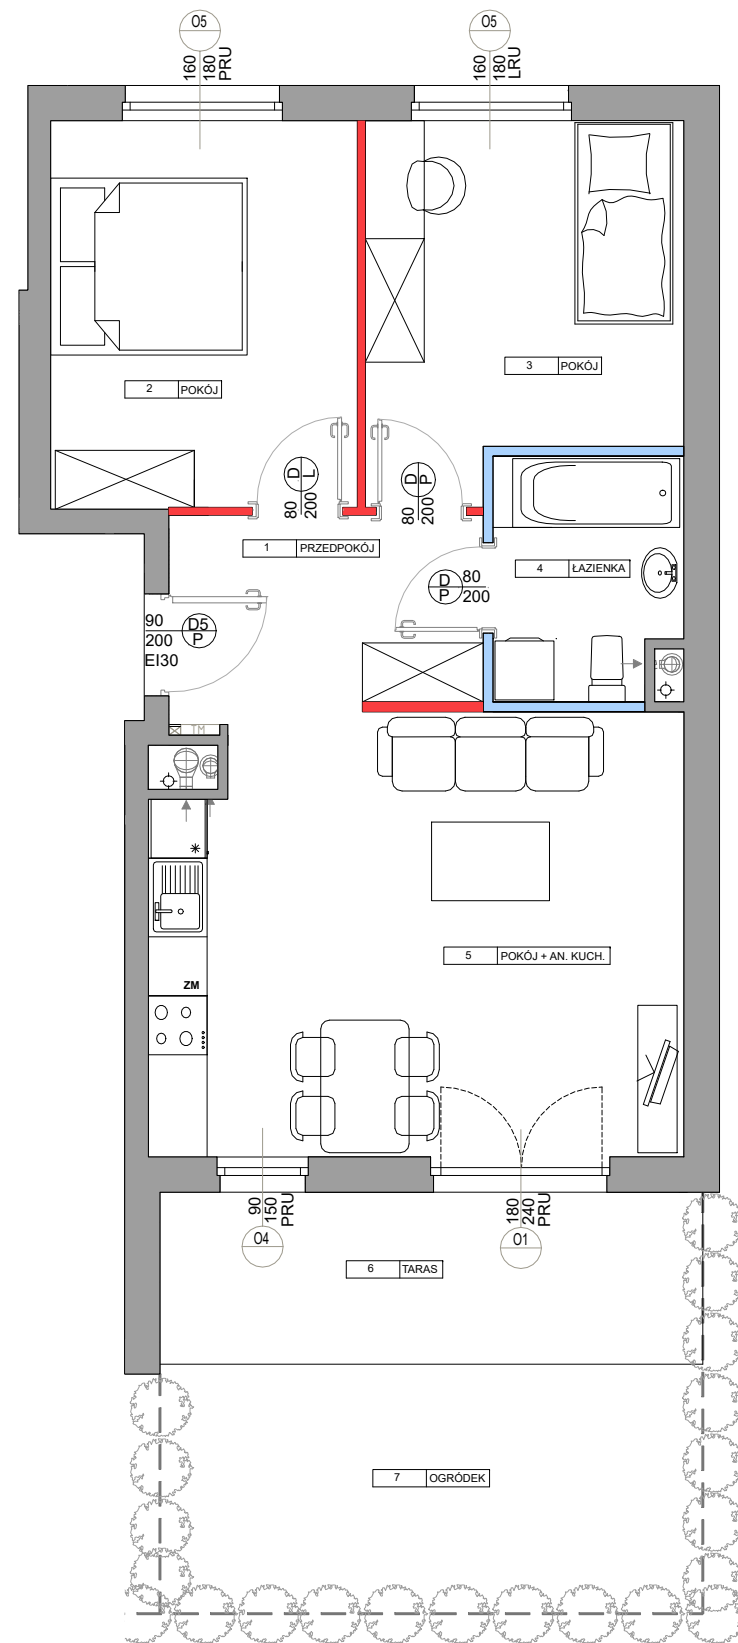 O5
160
180
PRU
O5
160
180
LRU
3 POKÓJ
2 POKÓJ
D
L
80
200
D
P
80
200
1 PRZEDPOKÓJ
4 ŁAZIENKA
D
P
80
200
90
200
EI30
D5
P
TM
5 POKÓJ + AN. KUCH.
ZM
90
150
PRU
O4
180
240
PRU
O1
6 TARAS
7 OGRÓDEK